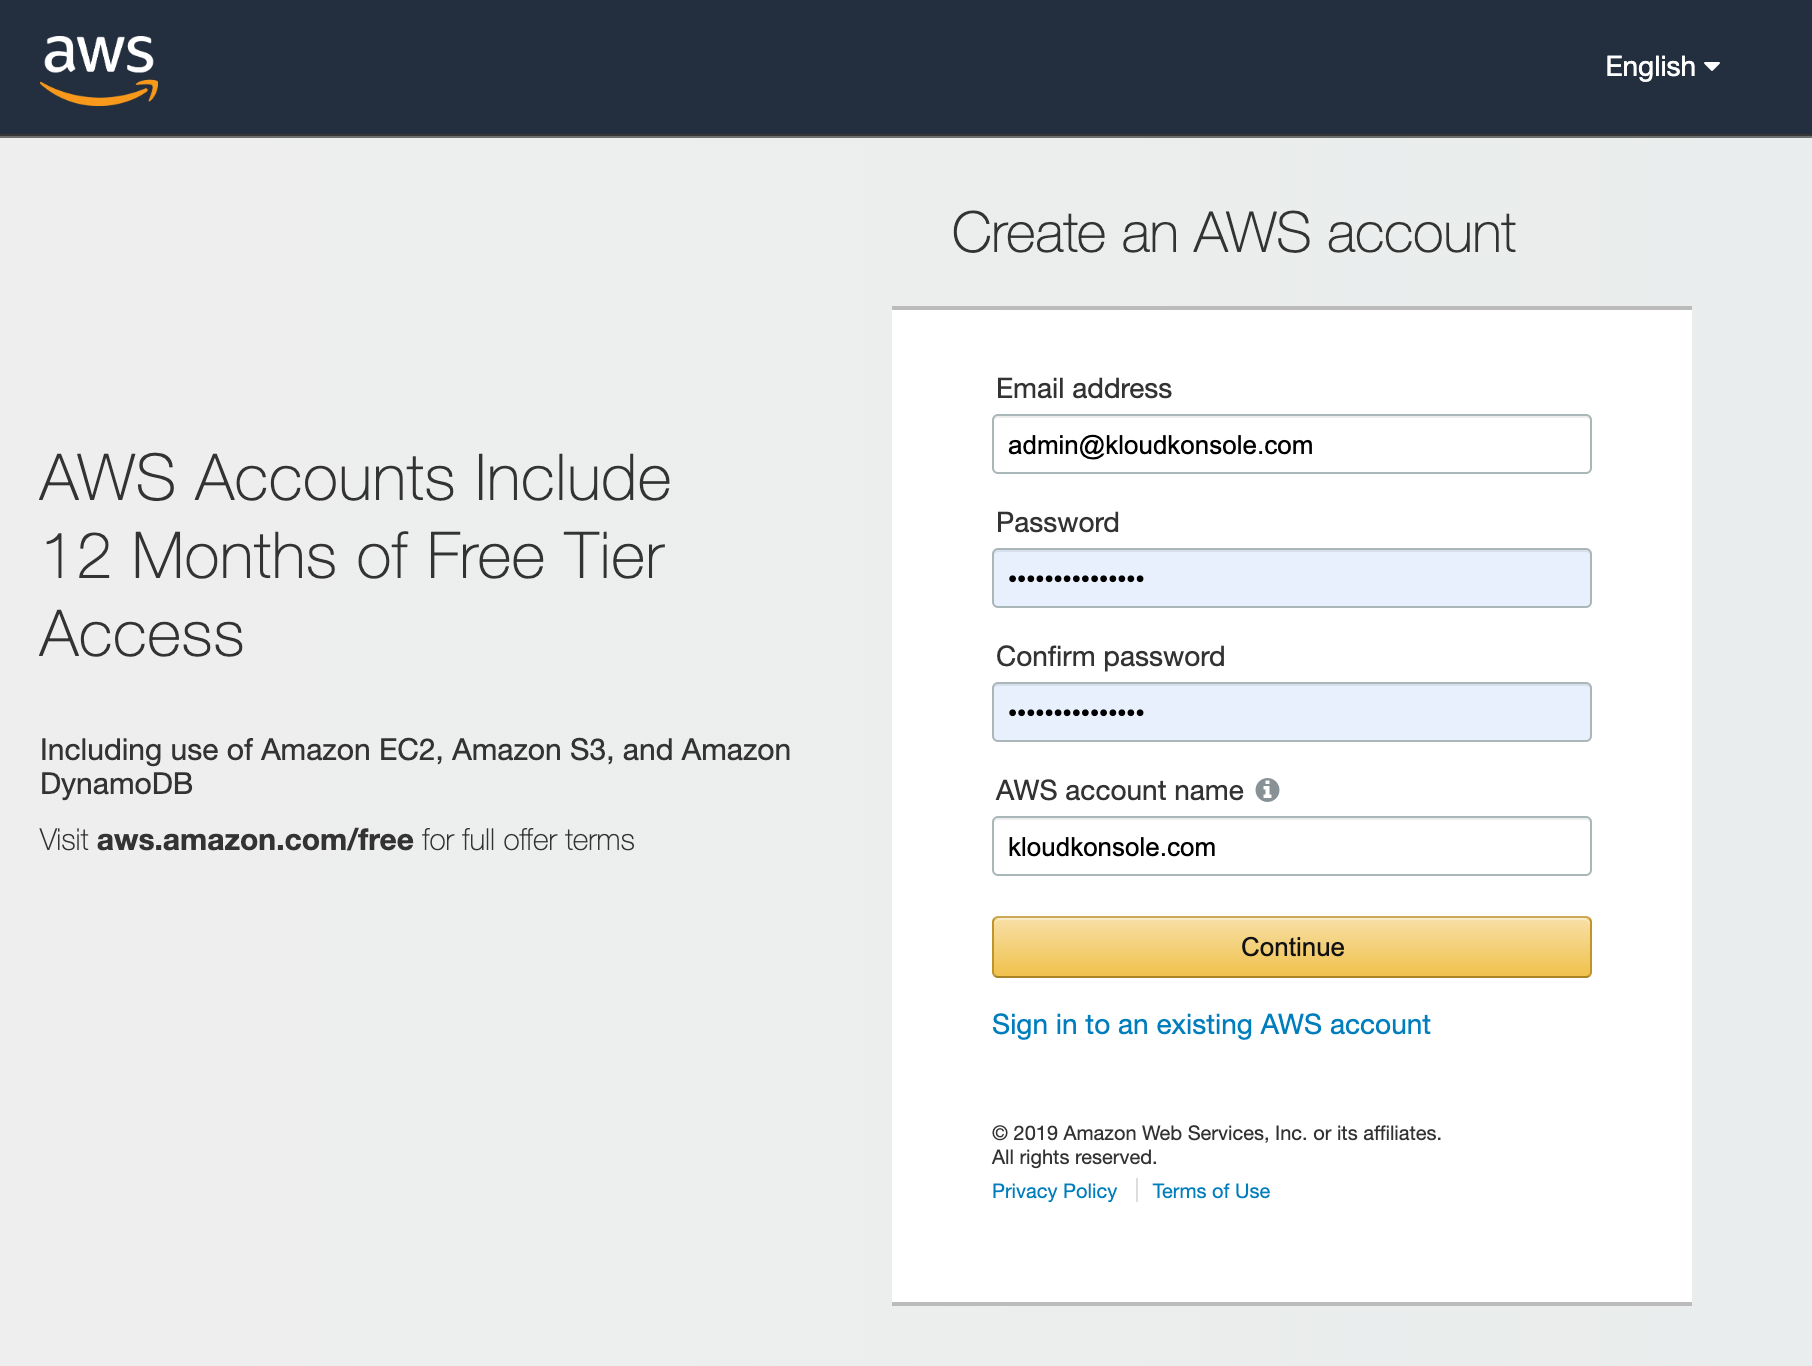 aws
English
Create an AWS account
AWS Accounts Include
12 Months of Free Tier
Access
Including use of Amazon EC2, Amazon S3, and Amazon
DynamoDB
Visit aws.amazon.com/free for full offer terms
Email address
admin@kloudkonsole.com
Password
•••••••••••••••
Confirm password
•••••••••••••••
AWS account name
kloudkonsole.com
Continue
Sign in to an existing AWS account
© 2019 Amazon Web Services, Inc. or its affiliates.
All rights reserved.
Privacy Policy | Terms of Use